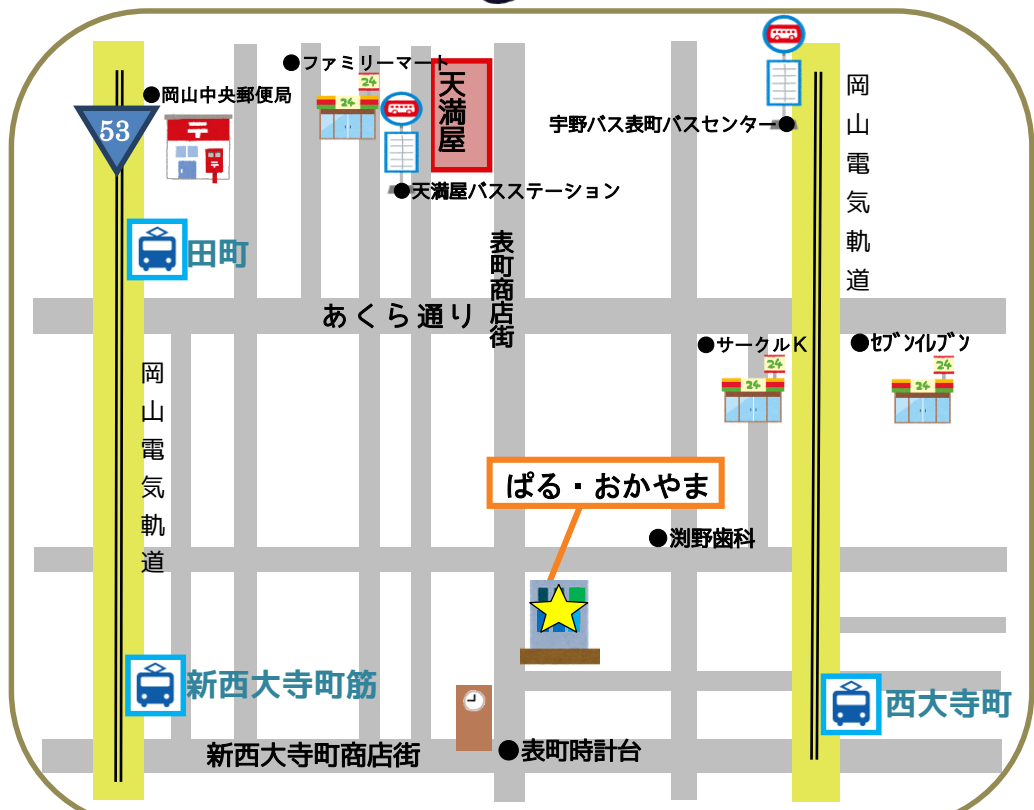 ファミリーマート
24
24
岡山中央郵便局
53
天満屋
宇野バス表町バスセンター
岡山電気軌道
天満屋バスステーション
田町
表町商店街
あくら通り
サークルK
24
24
セブンイレブン
24
24
岡山電気軌道
ぱる・おかやま
渕野歯科
新西大寺町筋
西大寺町
新西大寺町商店街
表町時計台